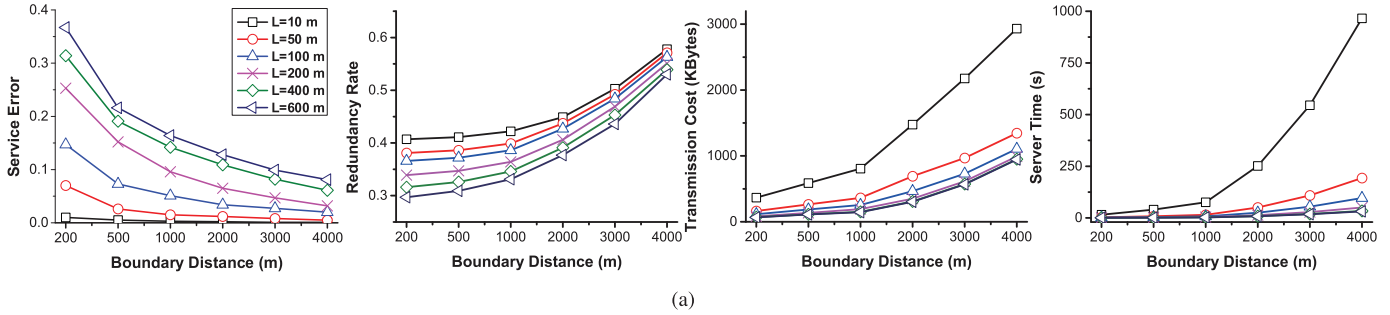 0.4
0.3
0.2
0.1
0.0
Service Error
200 500 1000 2000 3000 4000
Boundary Distance (m)
L=10 m
L=50 m
L=100 m
L=200 m
L=400 m
L=600 m
0.6
0.5
0.4
0.3
Redundancy Rate
200 500 1000 2000 3000 4000
Boundary Distance (m)
3000
2000
1000
0
Transmission Cost (KBytes)
200 500 1000 2000 3000 4000
Boundary Distance (m)
1000
750
500
250
0
Server Time (s)
200 500 1000 2000 3000 4000
Boundary Distance (m)
(a)